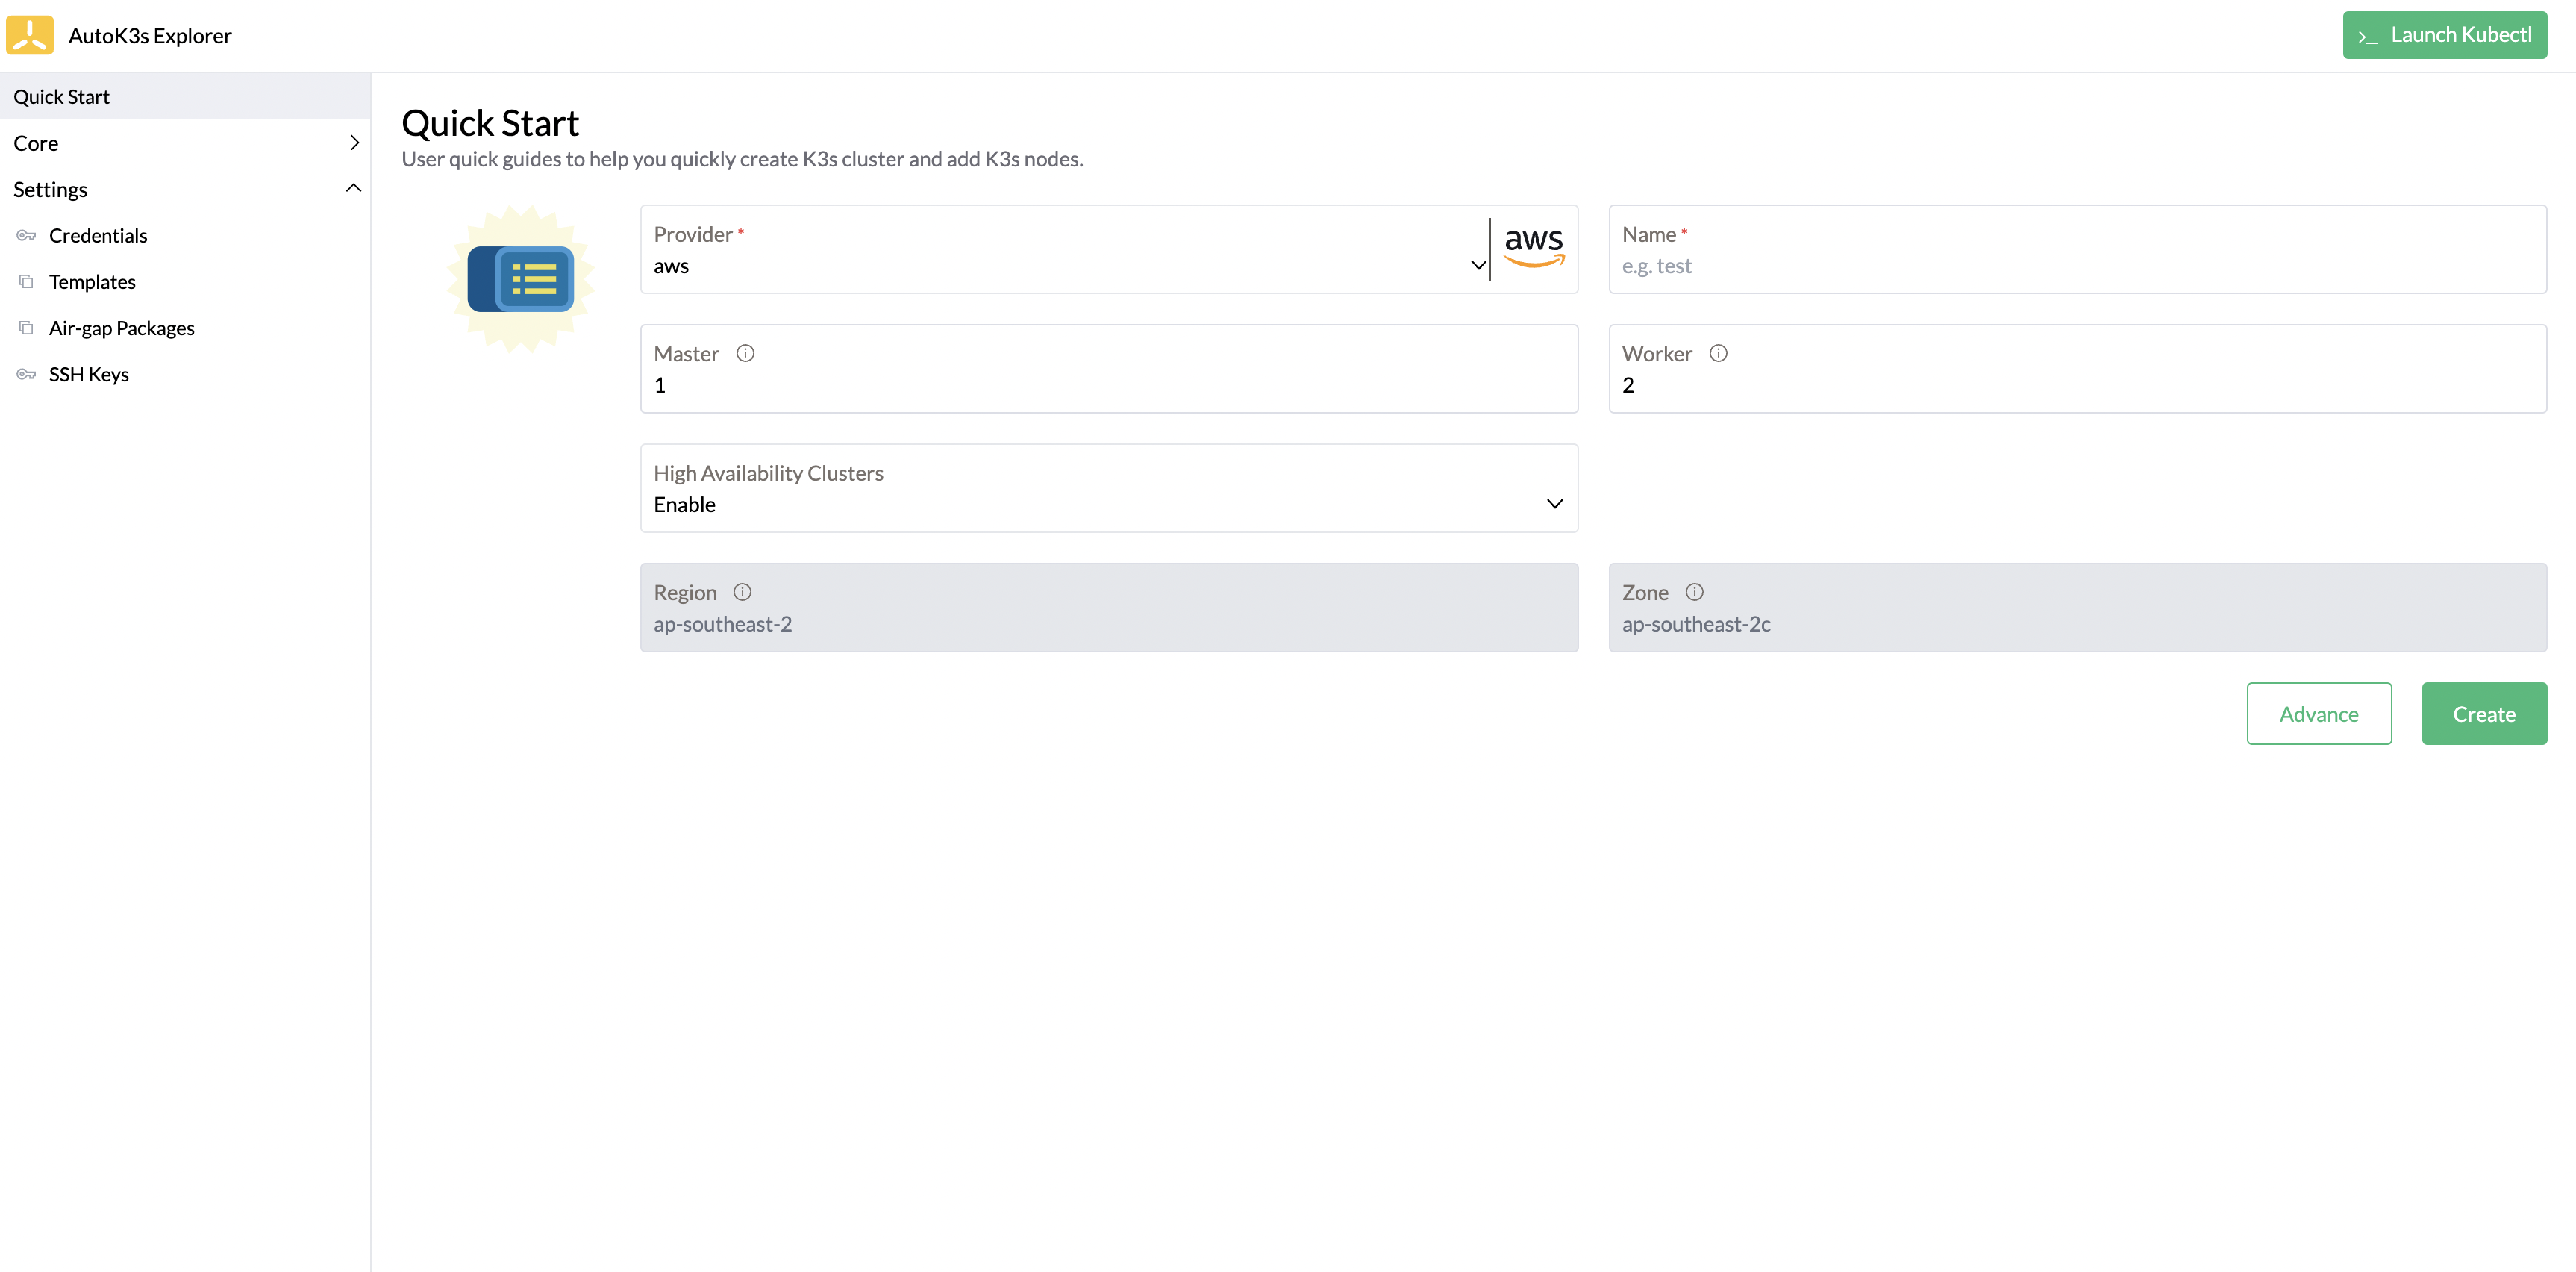 AutoK3s Explorer
>_ Launch Kubectl
Quick Start
Core
Settings
Credentials
Templates
Air-gap Packages
SSH Keys
Quick Start
User quick guides to help you quickly create K3s cluster and add K3s nodes.
Provider *
aws
aws
Name *
e.g. test
Master
1
Worker
2
High Availability Clusters
Enable
Region
ap-southeast-2
Zone
ap-southeast-2c
Advance
Create